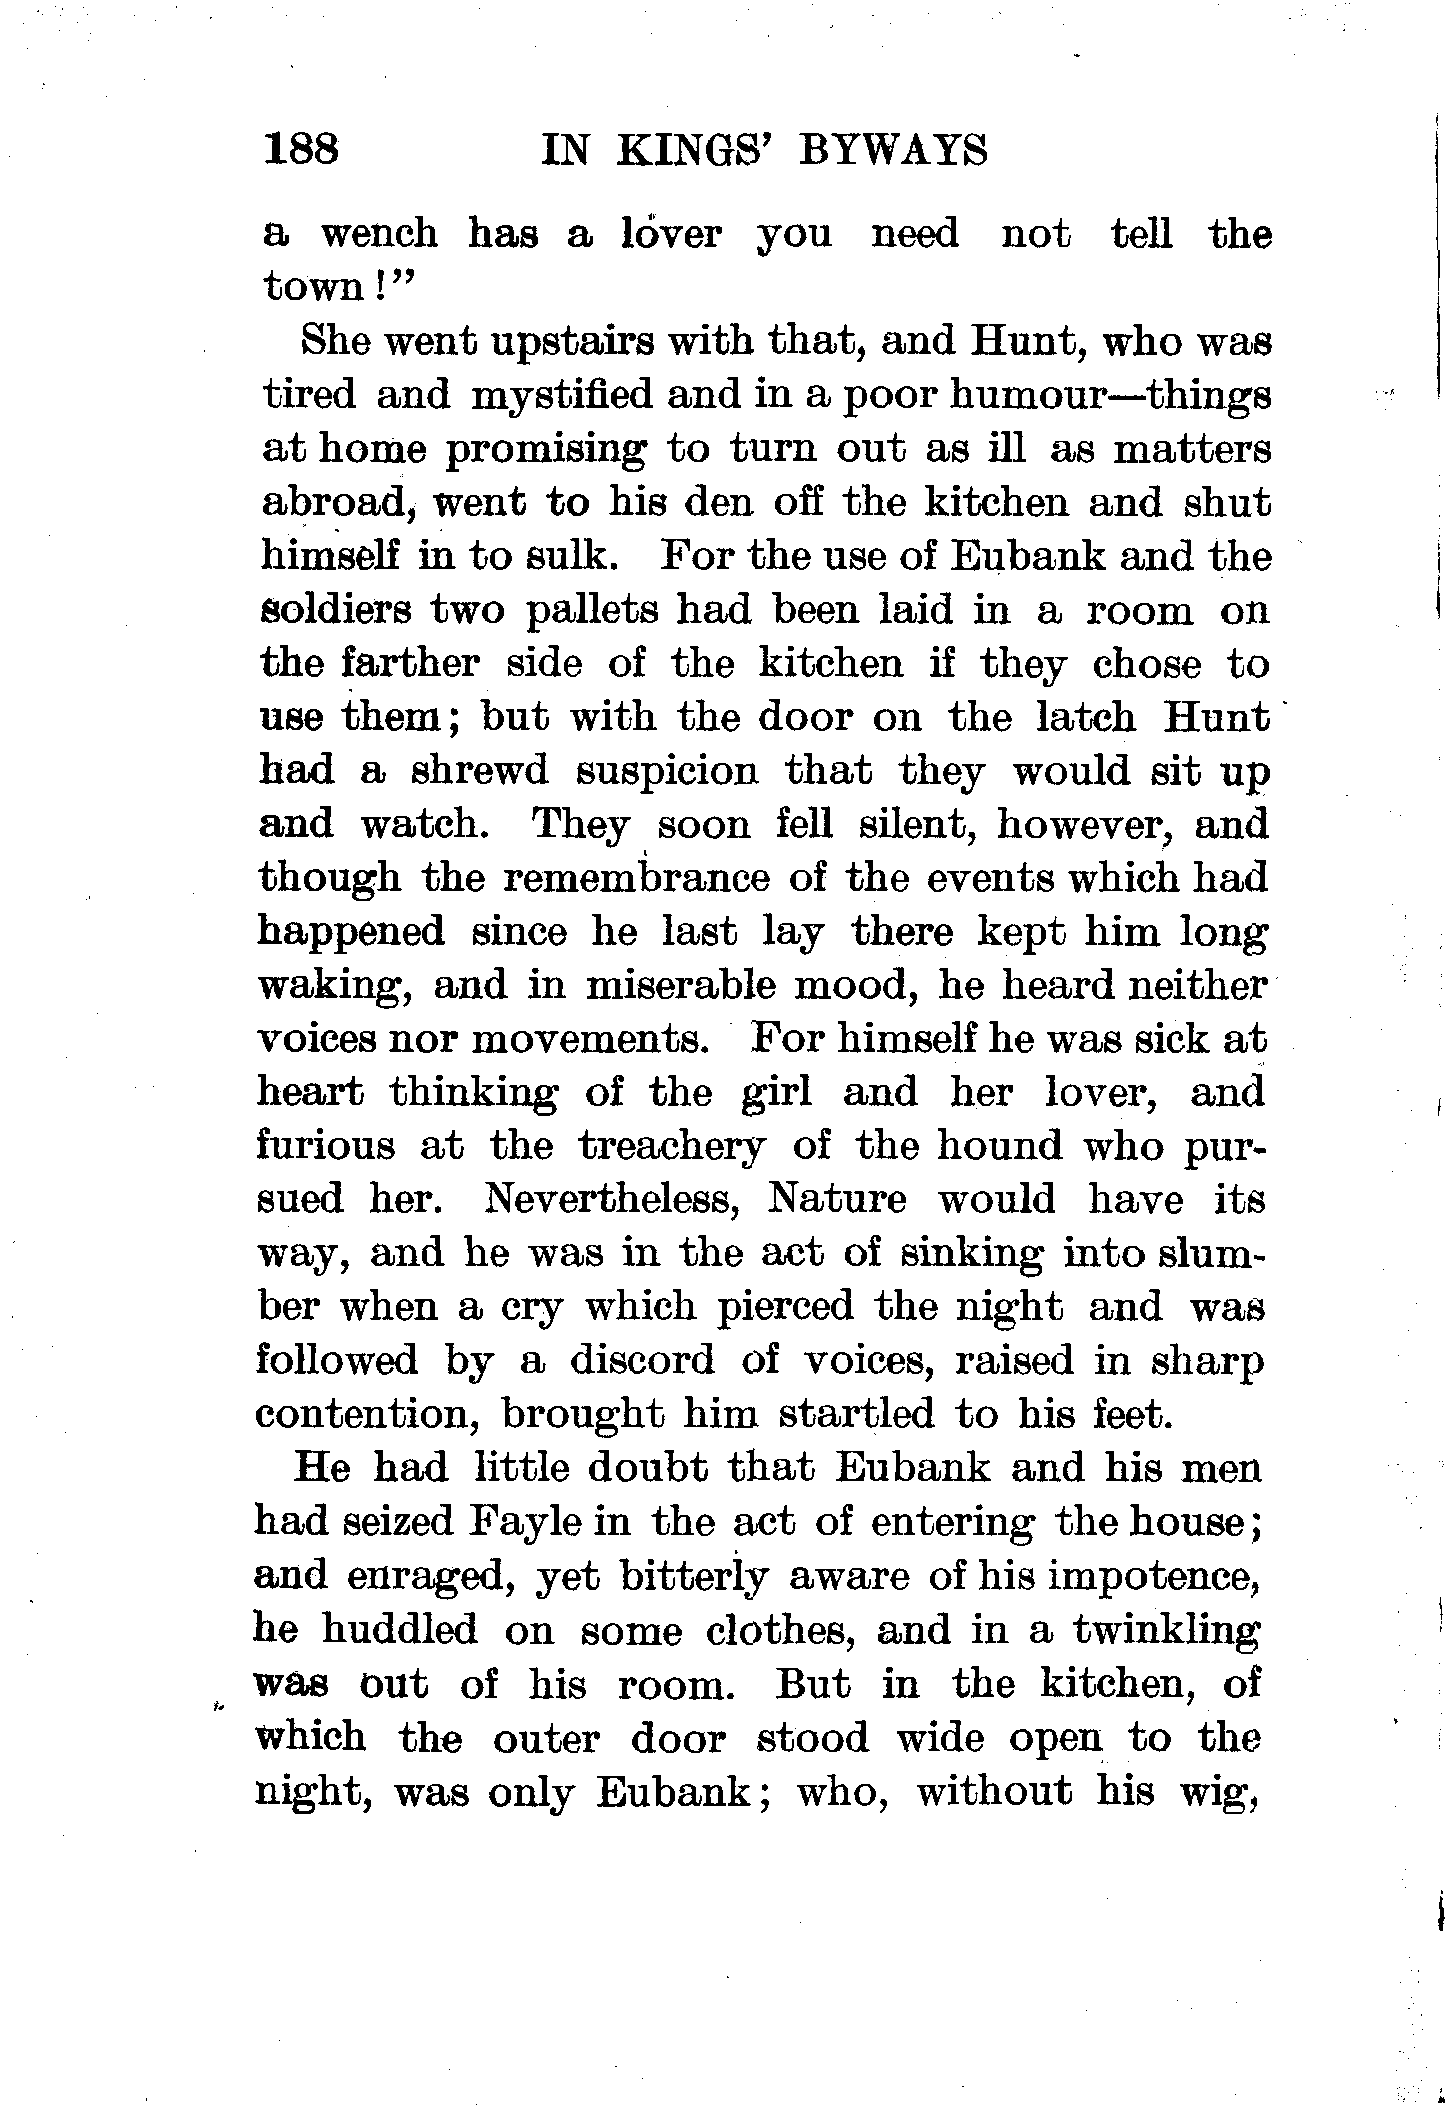 188 IN KINGS' BYWAYS
a wench has a lover you need not tell the
town!"
She went upstairs with that, and Hunt, who was
tired and mystified and in a poor humour—things
at home promising to turn out as ill as matters
abroad, went to his den off the kitchen and shut
himself in to sulk. For the use of Eubank and the
soldiers two pallets had been laid in a room on
the farther side of the kitchen if they chose to
use them; but with the door on the latch Hunt
had a shrewd suspicion that they would sit up
and watch. They soon fell silent, however, and
though the remembrance of the events which had
happened since he last lay there kept him long
waking, and in miserable mood, he heard neither
voices nor movements. For himself he was sick at
heart thinking of the girl and her lover, and
furious at the treachery of the hound who pur-
sued her. Nevertheless, Nature would have its
way, and he was in the act of sinking into slum-
ber when a cry which pierced the night and was
followed by a discord of voices, raised in sharp
contention, brought him startled to his feet.
He had little doubt that Eubank and his men
had seized Fayle in the act of entering the house;
and enraged, yet bitterly aware of his impotence,
he huddled on some clothes, and in a twinkling
was out of his room. But in the kitchen, of
which the outer door stood wide open to the
night, was only Eubank; who, without his wig,